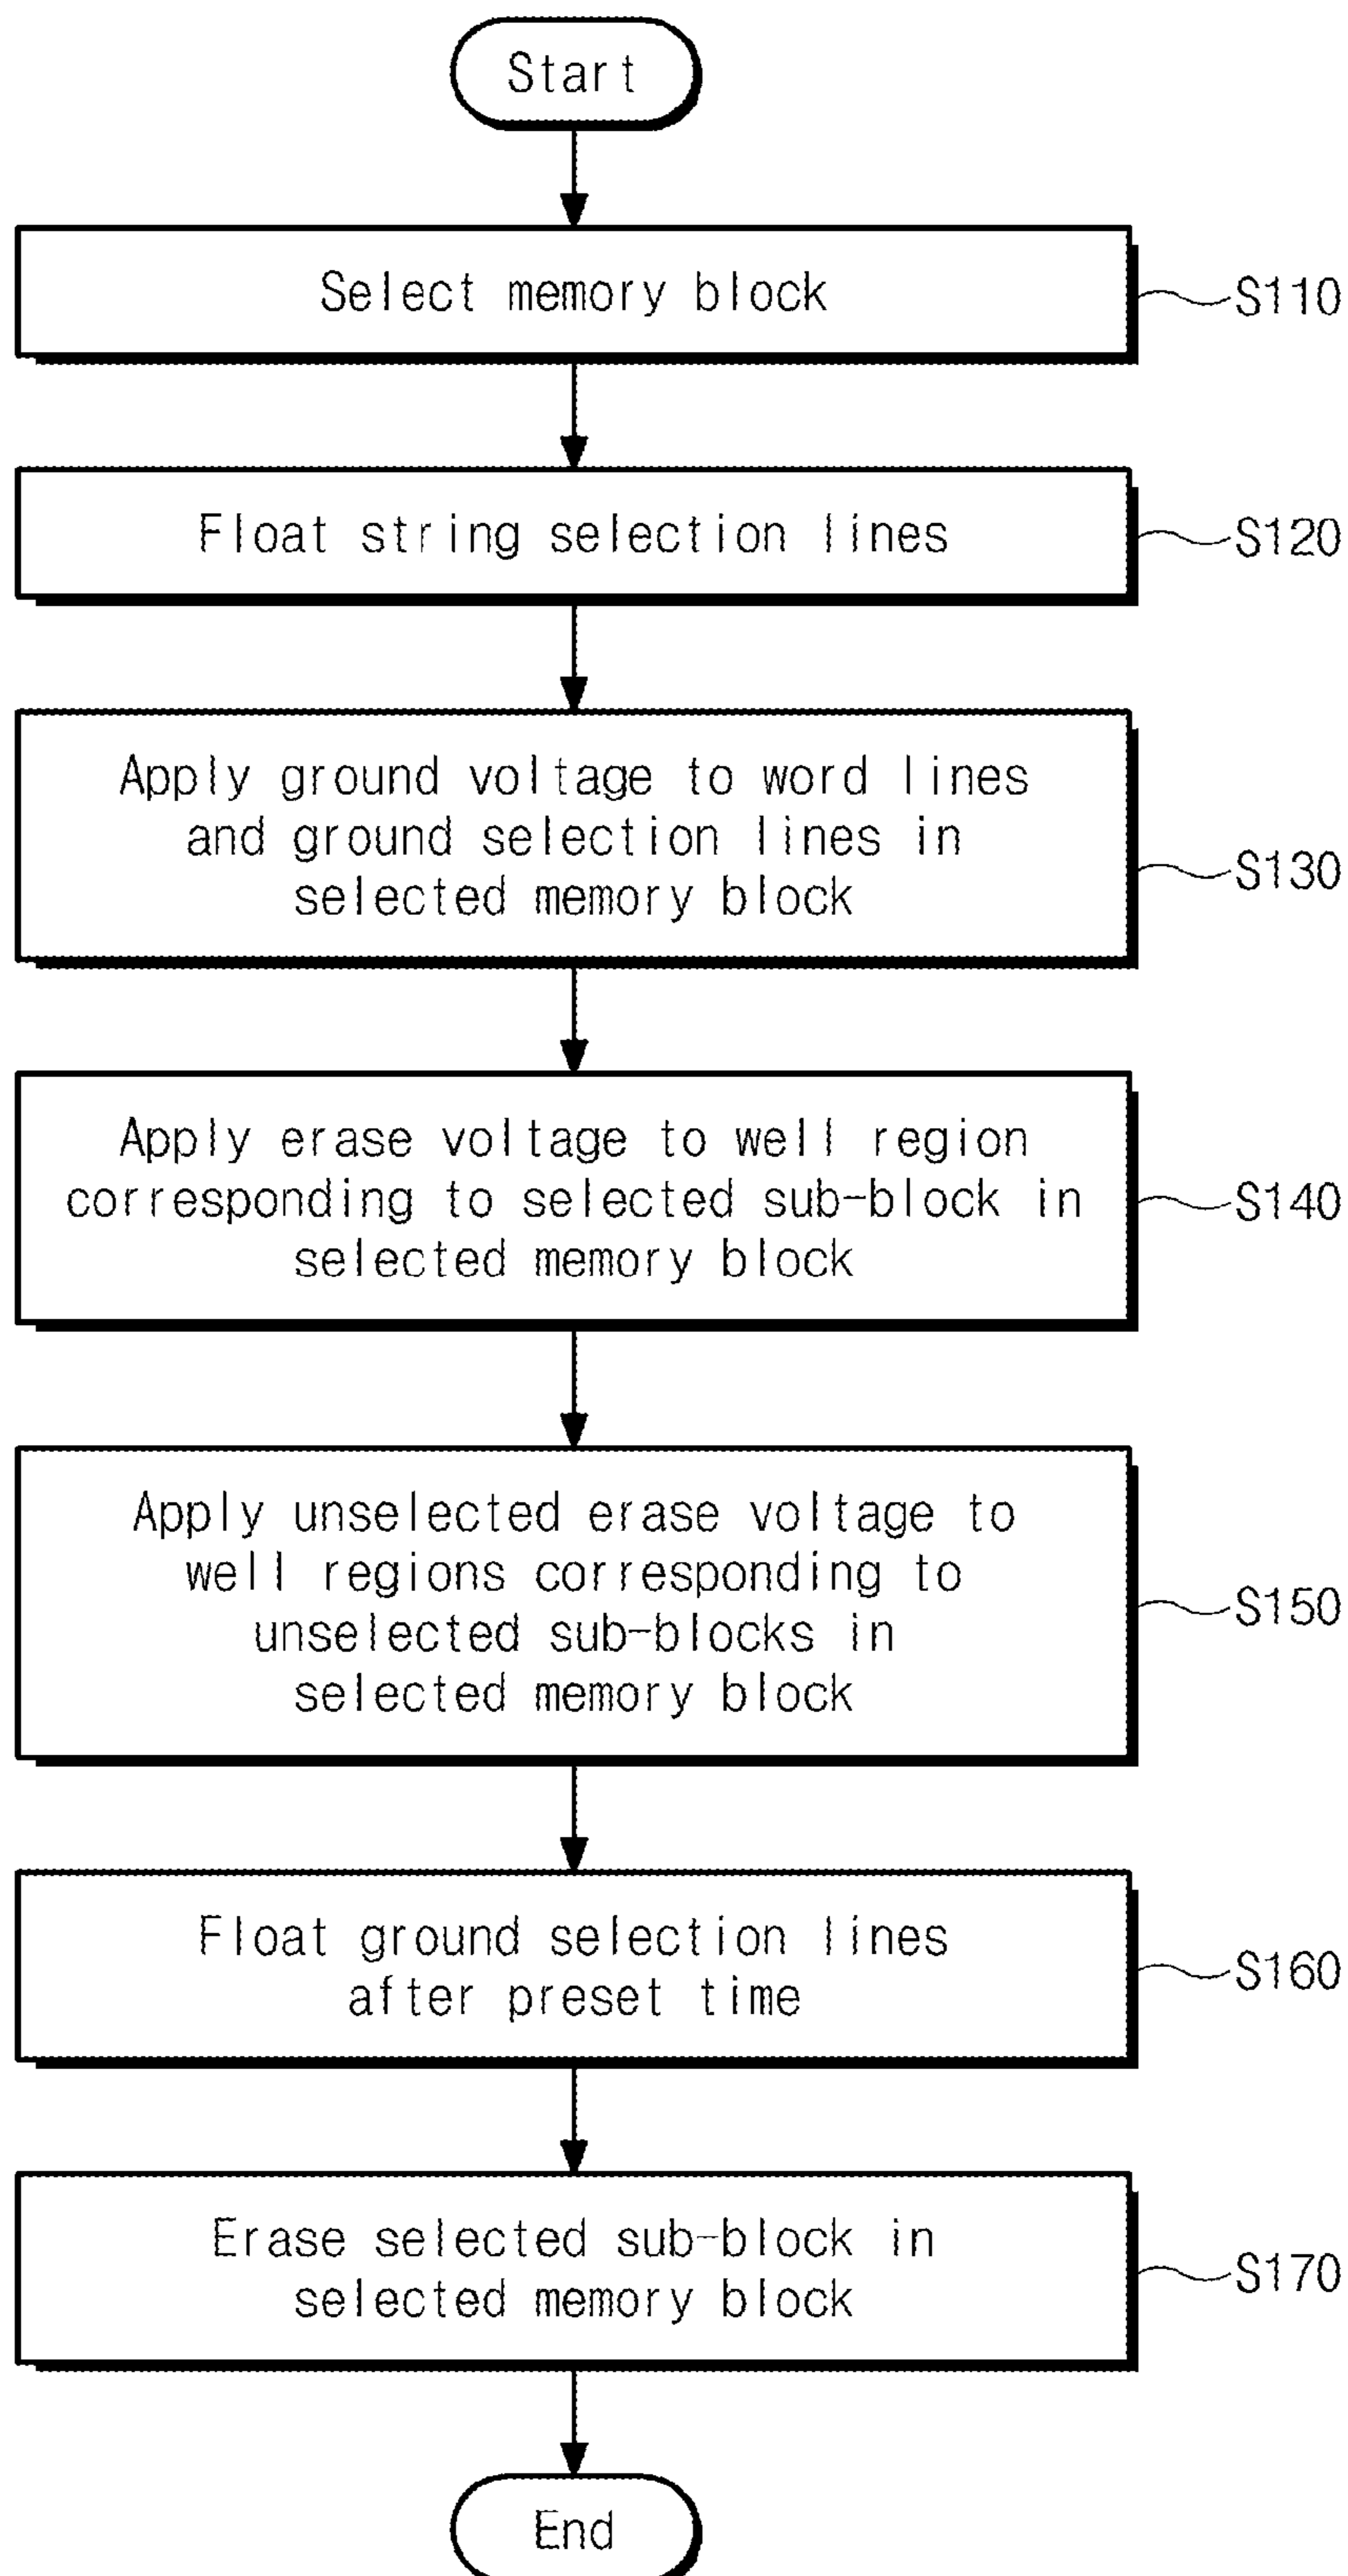 Start
Select memory block
S110
Float string selection lines
S120
Apply ground voltage to word lines
and ground selection lines in
selected memory block
S130
Apply erase voltage to well region
corresponding to selected sub-block in
selected memory block
S140
Apply unselected erase voltage to
well regions corresponding to
unselected sub-blocks in
selected memory block
S150
Float ground selection lines
after preset time
S160
Erase selected sub-block in
selected memory block
S170
End